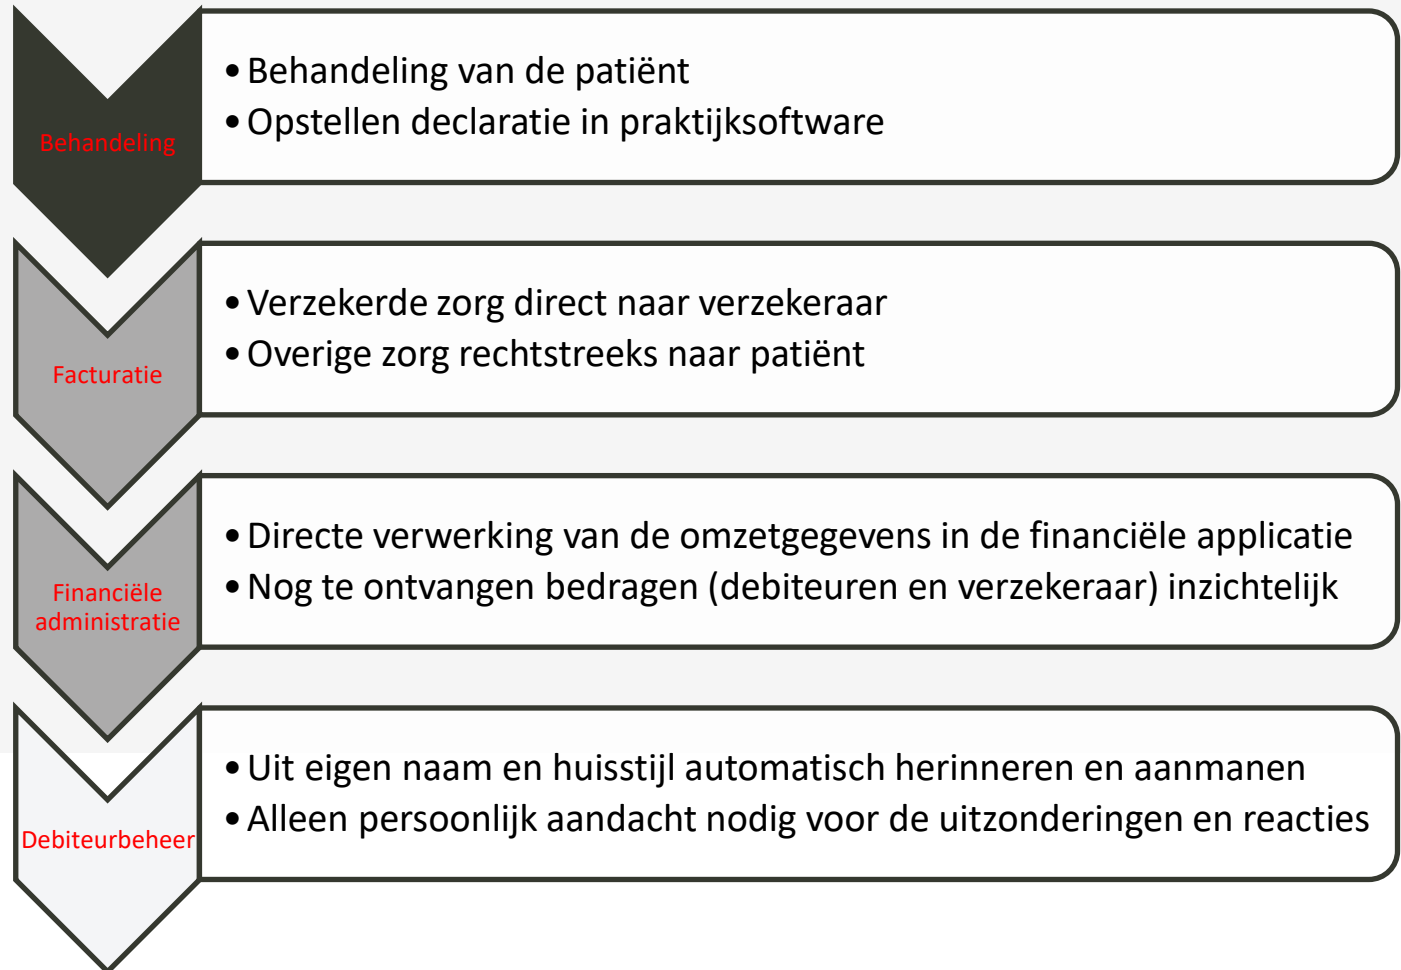 Behandeling
• Behandeling van de patiënt
• Opstellen declaratie in praktijksoftware
Facturatie
• Verzekerde zorg direct naar verzekeraar
• Overige zorg rechtstreeks naar patiënt
Financiële
administratie
• Directe verwerking van de omzetgegevens in de financiële applicatie
• Nog te ontvangen bedragen (debiteuren en verzekeraar) inzichtelijk
Debiteurbeheer
• Uit eigen naam en huisstijl automatisch herinneren en aanmanen
• Alleen persoonlijk aandacht nodig voor de uitzonderingen en reacties